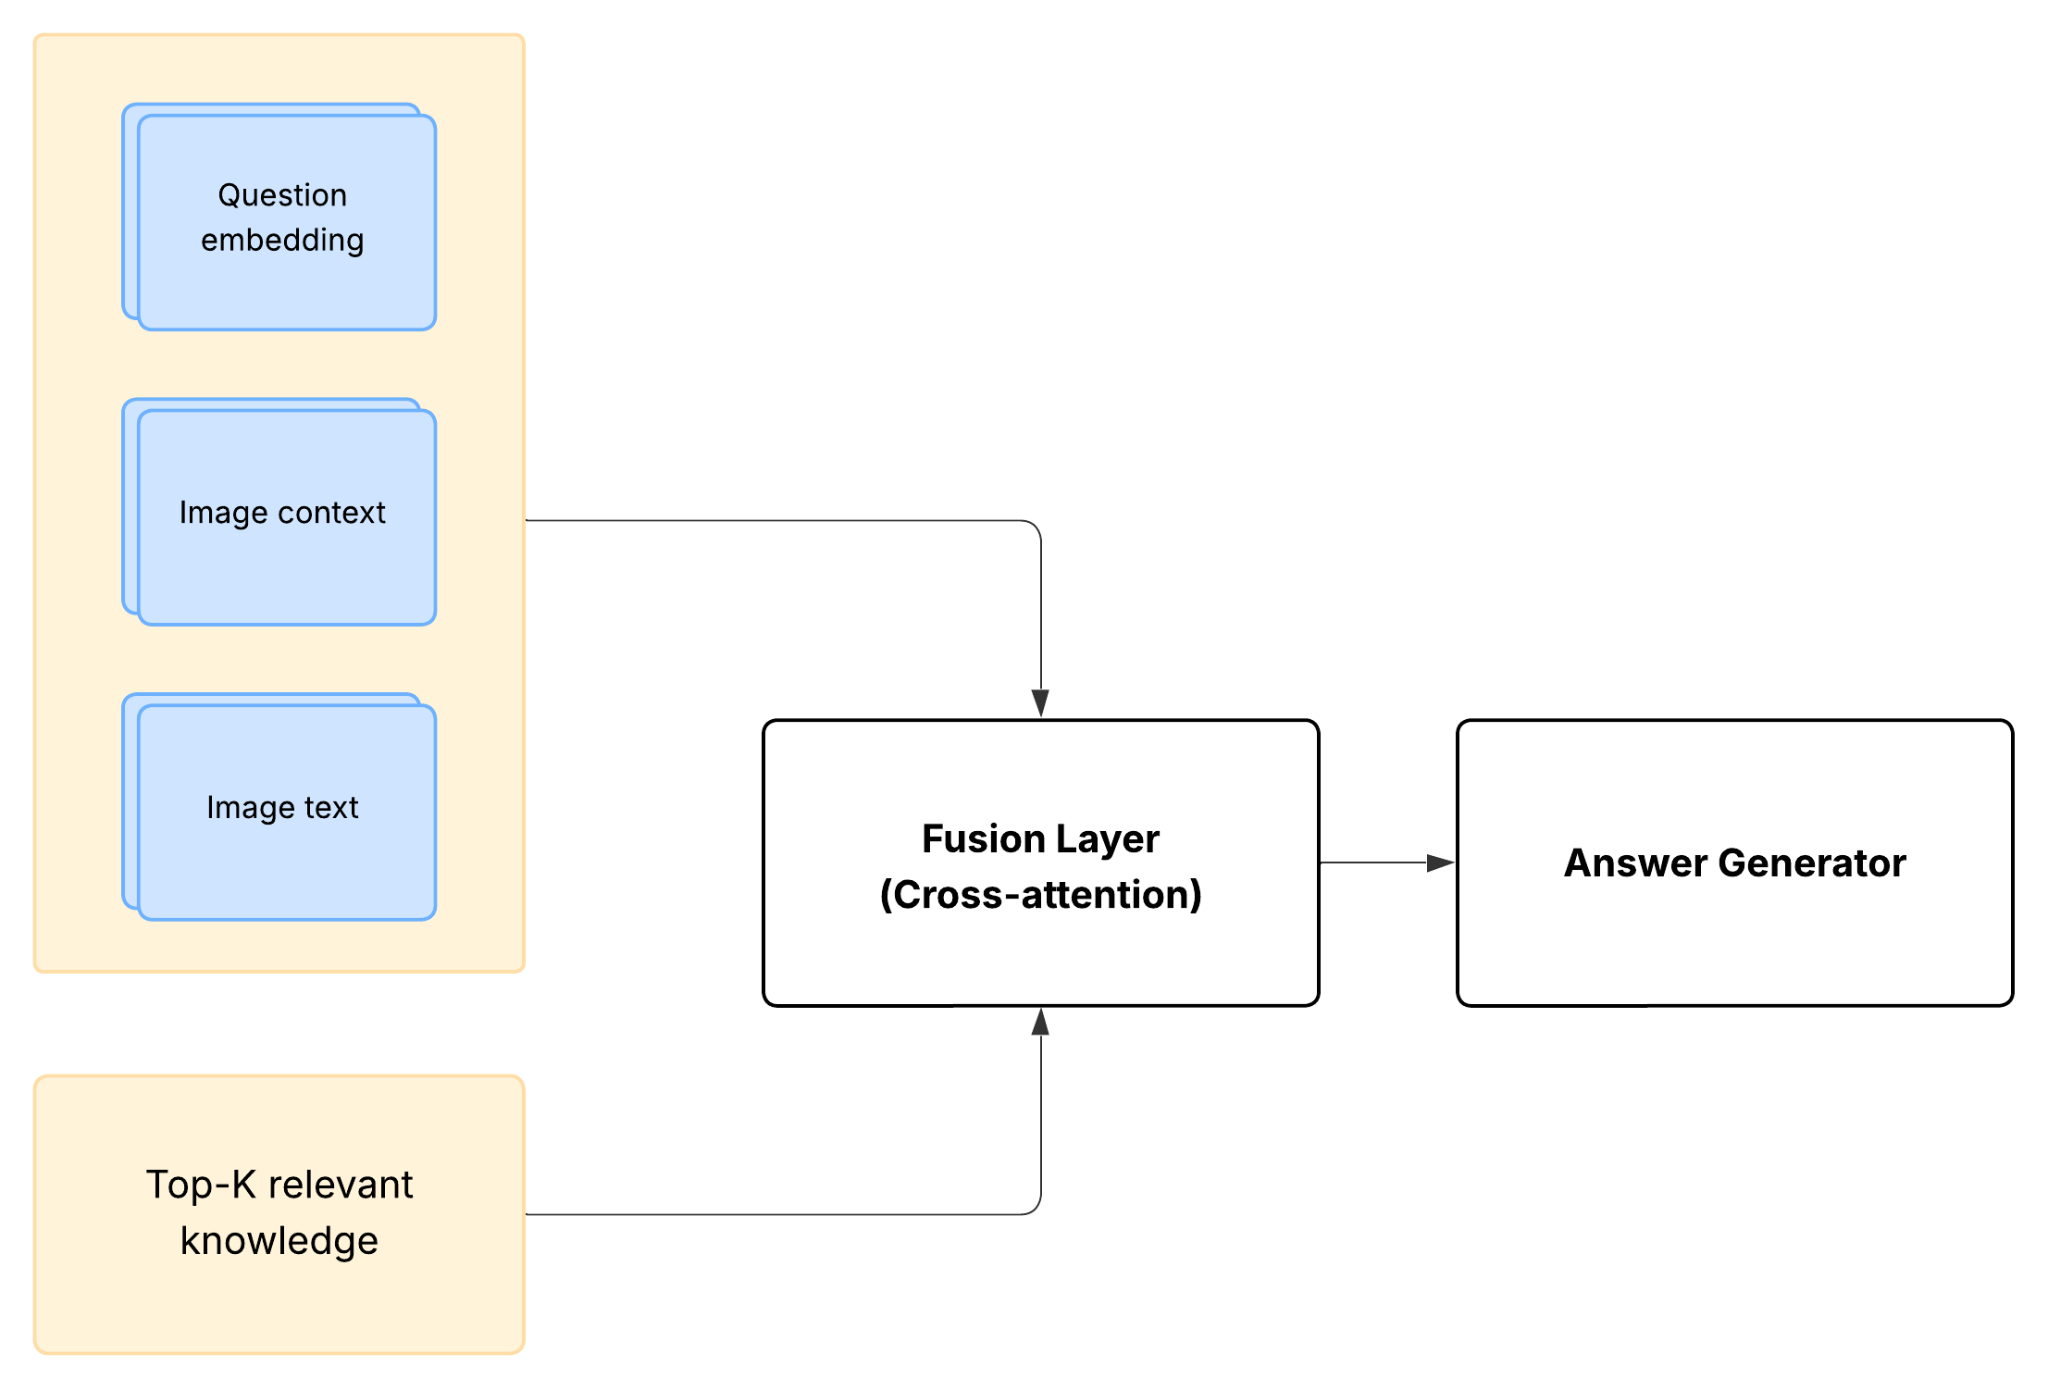 Question
embedding
Image context
Image text
Fusion Layer
(Cross-attention)
Answer Generator
Top-K relevant
knowledge